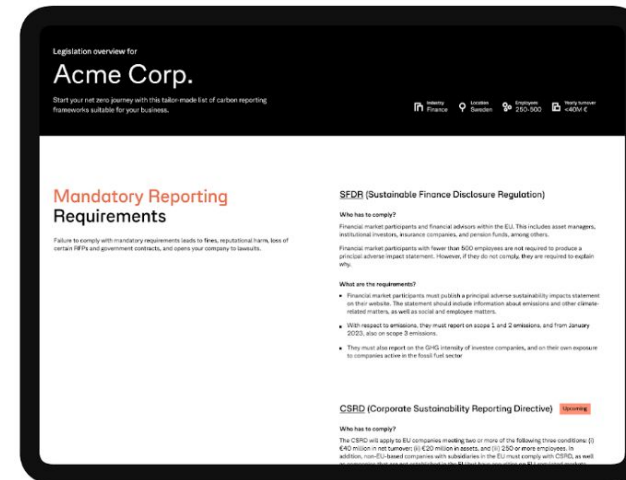 Legislation overview for
Acme Corp.
Start your net zero journey with this tailor-made list of carbon reporting
frameworks suitable for your business.
Industry
Finance
Location
Sweden
Employees
250-500
Yearly turnover
<40M €
Mandatory Reporting
Requirements
Failure to comply with mandatory requirements leads to fines, reputational harm, loss of
certain RFPs and government contracts, and opens your company to lawsuits.
SFDR (Sustainable Finance Disclosure Regulation)
Who has to comply?
Financial market participants and financial advisors within the EU. This includes asset managers,
institutional investors, insurance companies, and pension funds, among others.
Financial market participants with fewer than 500 employees are not required to produce a
principal adverse impact statement. However, if they do not comply, they are required to explain
why.
What are the requirements?
• Financial market participants must publish a principal adverse sustainability impacts statement
on their website. The statement should include information about emissions and other climate-
related matters, as well as social and employee matters.
• With respect to emissions, they must report on scope 1 and 2 emissions, and from January
2023, also on scope 3 emissions.
• They must also report on the GHG intensity of investee companies, and on their own exposure
to companies active in the fossil fuel sector
CSRD (Corporate Sustainability Reporting Directive) Upcoming
Who has to comply?
The CSRD will apply to EU companies meeting two or more of the following three conditions: (i)
€40 million in net turnover; (ii) €20 million in assets, and (iii) 250 or more employees. In
addition, non-EU-based companies with subsidiaries in the EU must comply with CSRD, as well